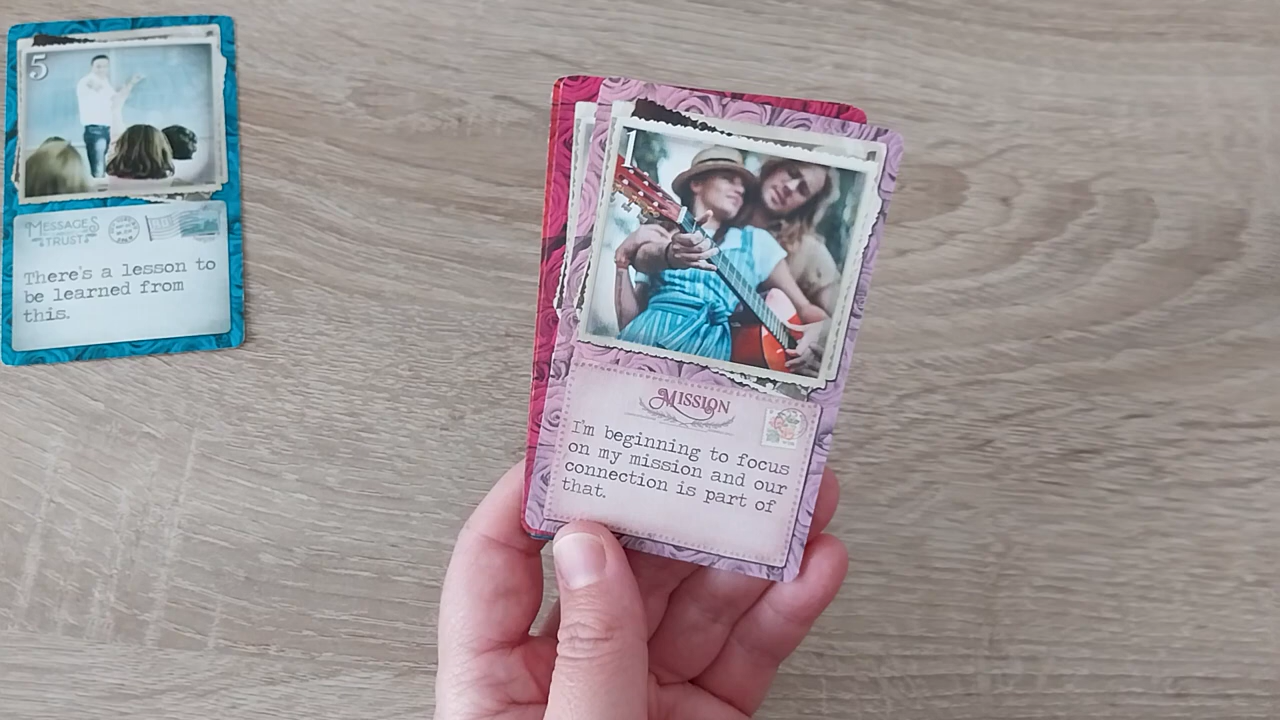 5
MESSAGES
OF TRUST
There's a lesson to
be learned from
this.
MISSION
I'm beginning to focus
on my mission and our
connection is part of
that.